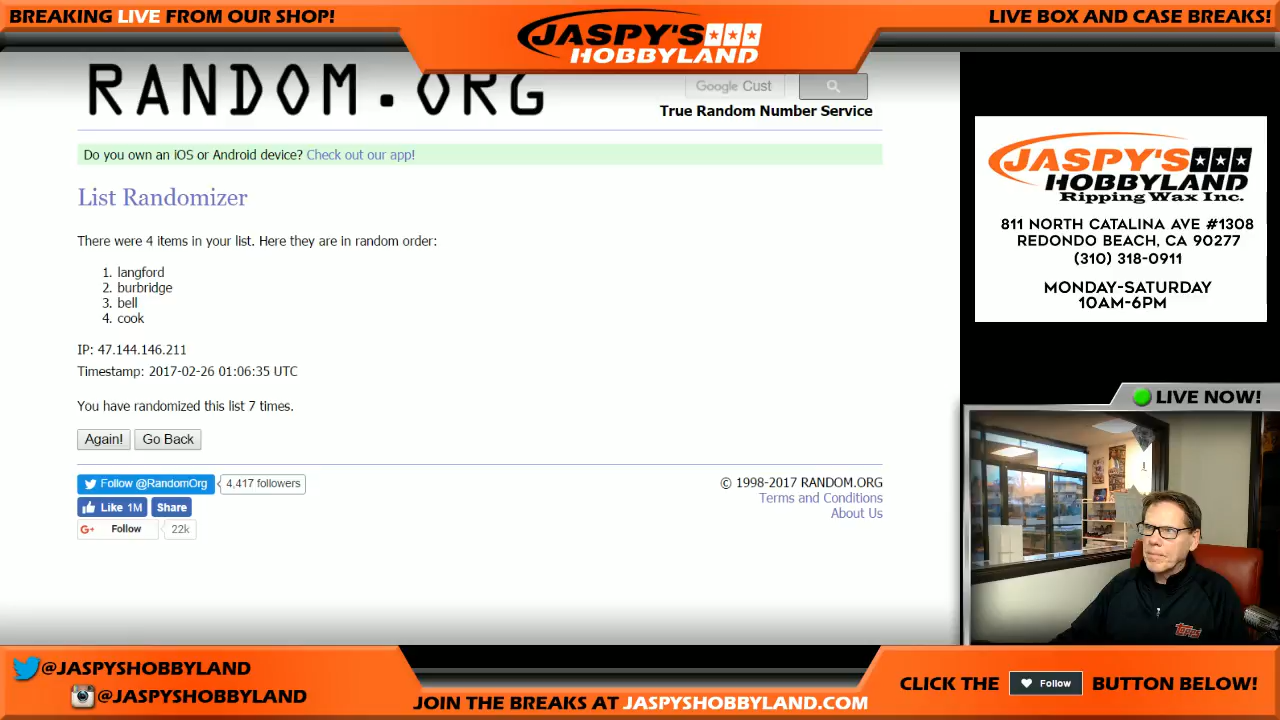 BREAKING LIVE FROM OUR SHOP!
JASPY'S
HOBBYLAND
LIVE BOX AND CASE BREAKS!
RANDOM.ORG
Google Cust
True Random Number Service
Do you own an iOS or Android device? Check out our app!
List Randomizer
There were 4 items in your list. Here they are in random order:
1. langford
2. burbridge
3. bell
4. cook
IP: 47.144.146.211
Timestamp: 2017-02-26 01:06:35 UTC
You have randomized this list 7 times.
Again! Go Back
Follow @RandomOrg 4,417 followers
Like 1M Share
G+ Follow 22k
© 1998-2017 RANDOM.ORG
Terms and Conditions
About Us
JASPY'S
HOBBYLAND
Ripping Wax Inc.
811 NORTH CATALINA AVE #1308
REDONDO BEACH, CA 90277
(310) 318-0911
MONDAY-SATURDAY
10AM-6PM
LIVE NOW!
TOPPS
@JASPYSHOBBYLAND
@JASPYSHOBBYLAND
JOIN THE BREAKS AT JASPYSHOBBYLAND.COM
CLICK THE Follow BUTTON BELOW!